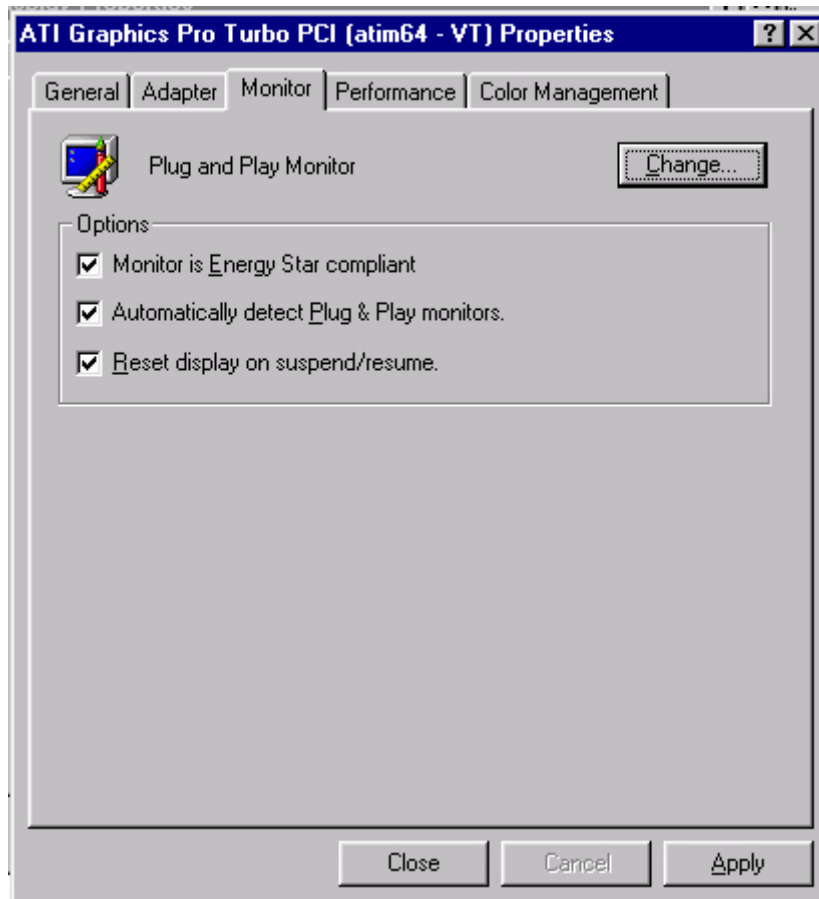 ATI Graphics Pro Turbo PCI (atim64 - VT) Properties
General Adapter Monitor Performance Color Management
Plug and Play Monitor Change...
Options
Monitor is Energy Star compliant
Automatically detect Plug & Play monitors.
Reset display on suspend/resume.
Close Cancel Apply